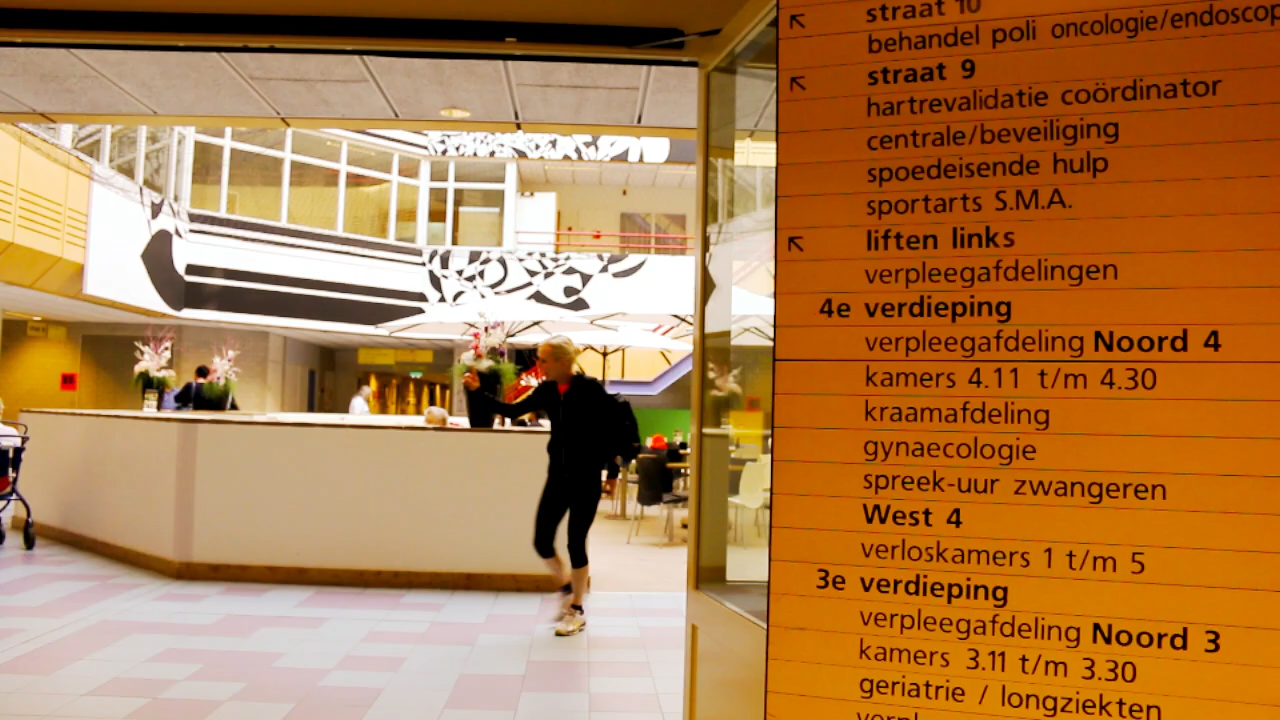 straat 10
behandel poli oncologie/endoscop
straat 9
hartrevalidatie coördinator
centrale/beveiliging
spoedeisende hulp
sportarts S.M.A.
liften links
verpleegafdelingen
4e verdieping
verpleegafdeling Noord 4
kamers 4.11 t/m 4.30
kraamafdeling
gynaecologie
spreek-uur zwangeren
West 4
verloskamers 1 t/m 5
3e verdieping
verpleegafdeling Noord 3
kamers 3.11 t/m 3.30
geriatrie / longziekten